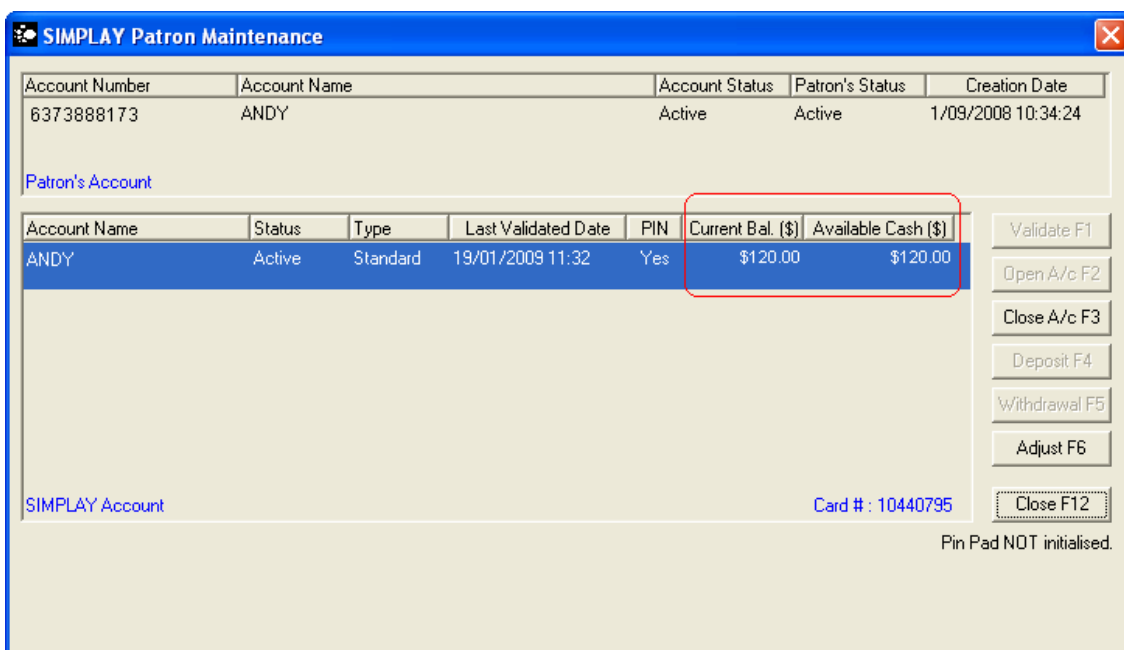 SIMPLAY Patron Maintenance
Account Number Account Name Account Status Patron's Status Creation Date
6373888173 ANDY Active Active 1/09/2008 10:34:24
Patron's Account
Account Name Status Type Last Validated Date PIN Current Bal. ($) Available Cash ($)
ANDY Active Standard 19/01/2009 11:32 Yes $120.00 $120.00
Validate F1
Open A/c F2
Close A/c F3
Deposit F4
Withdrawal F5
Adjust F6
SIMPLAY Account Card # : 10440795 Close F12
Pin Pad NOT initialised.